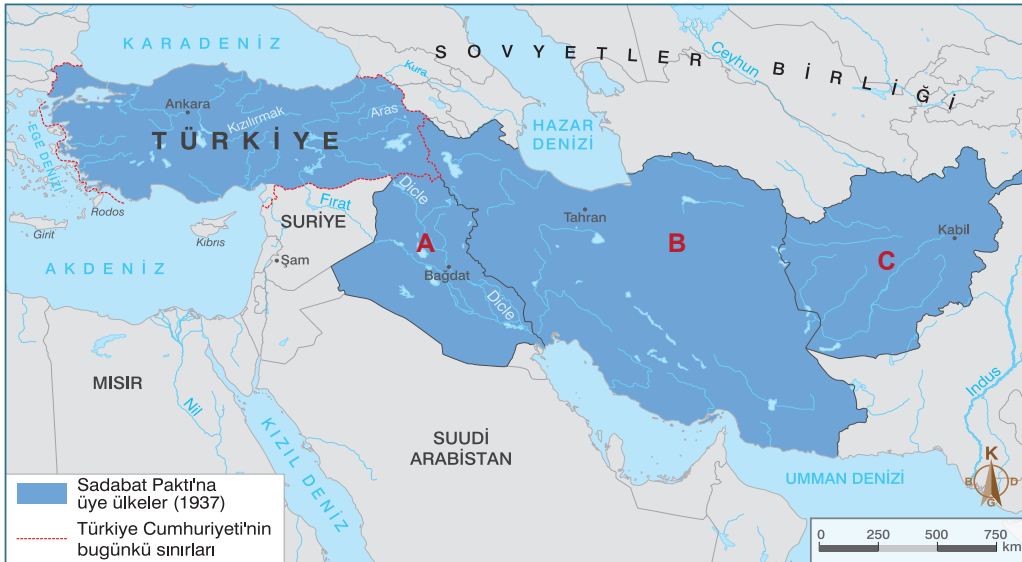 KARADENİZ
SOVYETLER BİRLİĞİ
Ceyhun
Kura
Ankara
Kızılırmak
Aras
TÜRKİYE
HAZAR
DENİZİ
EGE DENİZİ
Dicle
Rodos
Fırat
SURİYE
Tahran
Girit
Kıbrıs
A
B
C
Kabil
AKDENİZ
Şam
Bağdat
Dicle
MISIR
Nil
Indus
KIZIL DENİZ
SUUDİ
ARABİSTAN
UMMAN DENİZİ
K
B
D
G
Sadabat Paktı'na
üye ülkeler (1937)
Türkiye Cumhuriyeti'nin
bugünkü sınırları
0 250 500 750
km